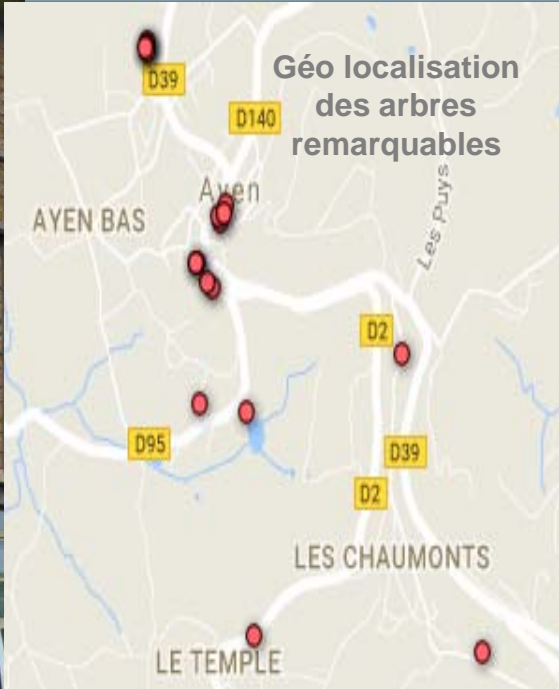 Géo localisation
des arbres
remarquables
D39
D140
Ayen
AYEN BAS
Les Puys
D2
D95
D39
D2
LES CHAUMONTS
LE TEMPLE